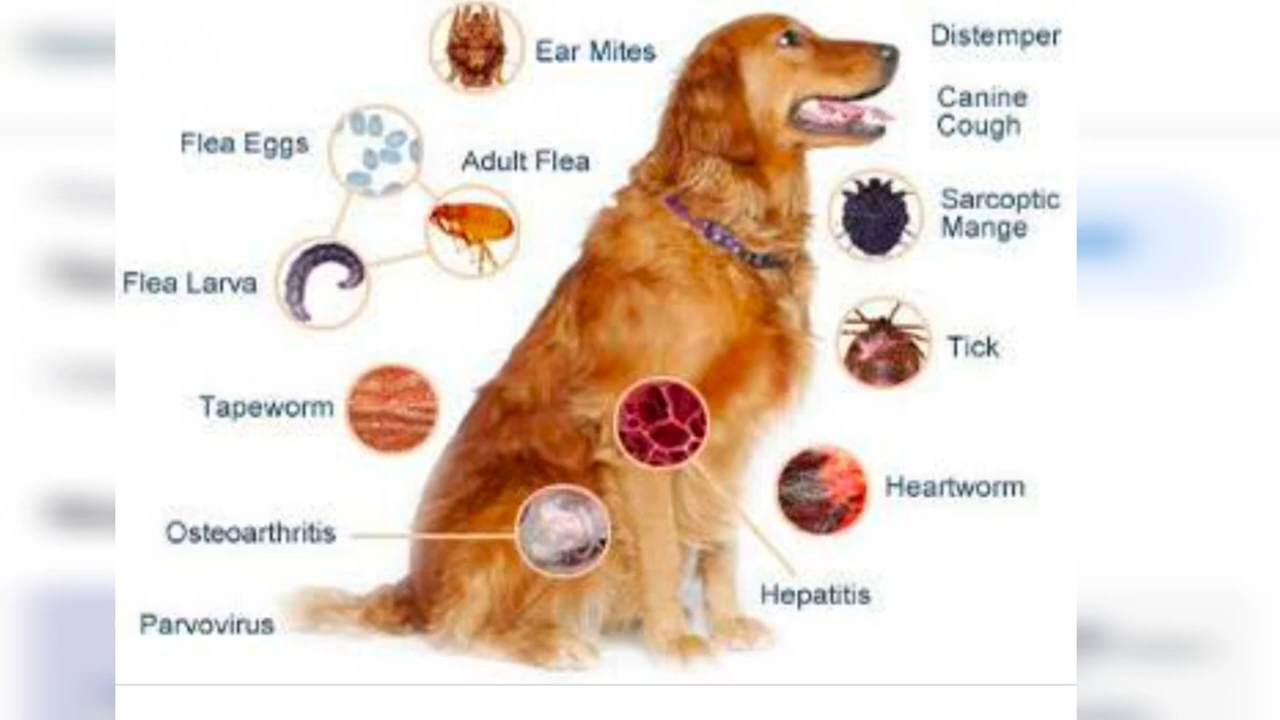 Ear Mites
Distemper
Canine
Cough
Flea Eggs
Adult Flea
Sarcoptic
Mange
Flea Larva
Tick
Tapeworm
Heartworm
Osteoarthritis
Hepatitis
Parvovirus